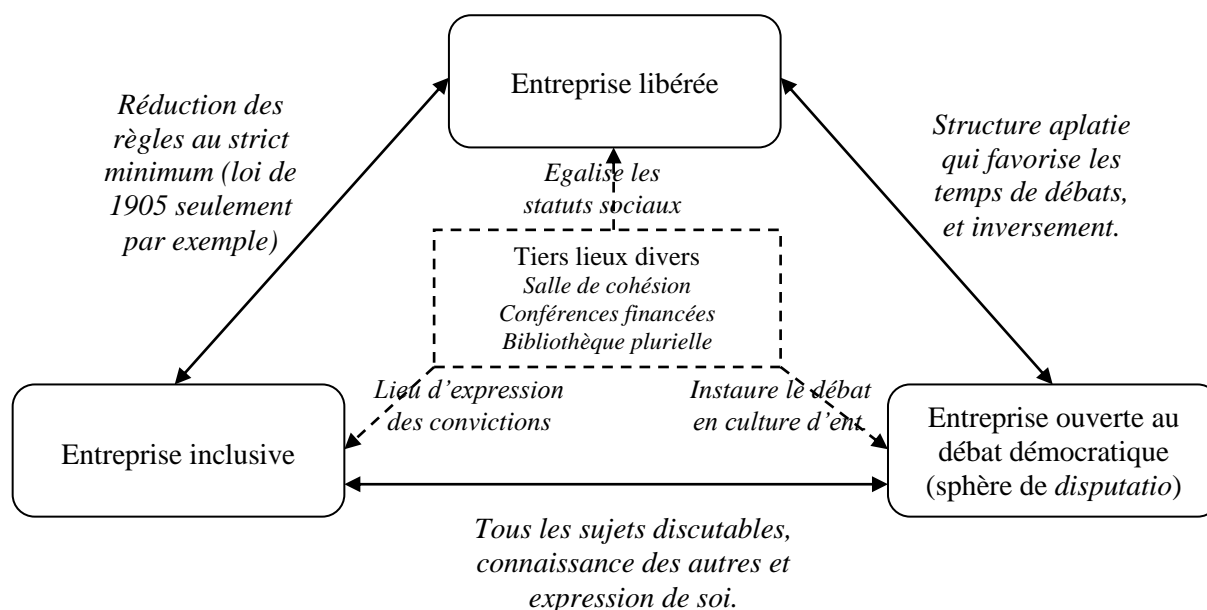 Entreprise libérée
Réduction des
règles au strict
minimum (loi de
1905 seulement
par exemple)
Structure aplatie
qui favorise les
temps de débats,
et inversement.
Egalise les
statuts sociaux
Tiers lieux divers
Salle de cohésion
Conférences financées
Bibliothèque plurielle
Lieu d’expression
des convictions
Instaure le débat
en culture d’ent.
Entreprise inclusive
Entreprise ouverte au
débat démocratique
(sphère de disputatio)
Tous les sujets discutables,
connaissance des autres et
expression de soi.